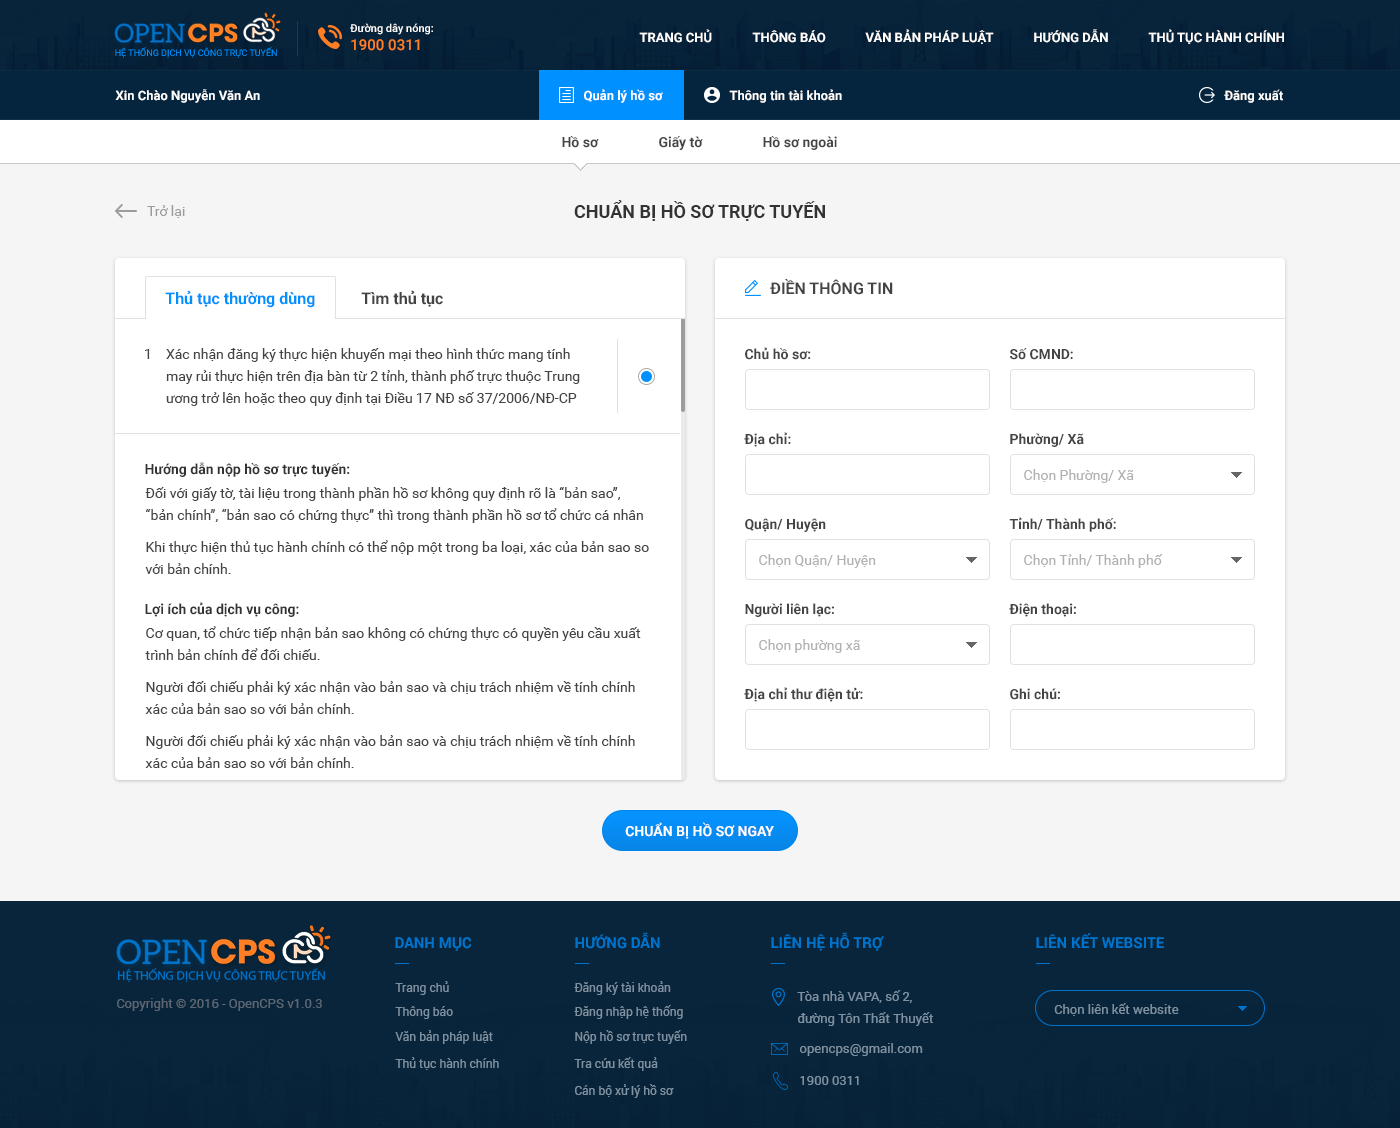 OPENCPS
HỆ THỐNG DỊCH VỤ CÔNG TRỰC TUYẾN
Đường dây nóng:
1900 0311
TRANG CHỦ
THÔNG BÁO
VĂN BẢN PHÁP LUẬT
HƯỚNG DẪN
THỦ TỤC HÀNH CHÍNH
Xin Chào Nguyễn Văn An
Quản lý hồ sơ
Thông tin tài khoản
Đăng xuất
Hồ sơ
Giấy tờ
Hồ sơ ngoài
Trở lại
CHUẨN BỊ HỒ SƠ TRỰC TUYẾN
Thủ tục thường dùng
Tìm thủ tục
1 Xác nhận đăng ký thực hiện khuyến mại theo hình thức mang tính
may rủi thực hiện trên địa bàn từ 2 tỉnh, thành phố trực thuộc Trung
ương trở lên hoặc theo quy định tại Điều 17 NĐ số 37/2006/NĐ-CP
Hướng dẫn nộp hồ sơ trực tuyến:
Đối với giấy tờ, tài liệu trong thành phần hồ sơ không quy định rõ là “bản sao”,
“bản chính”, “bản sao có chứng thực” thì trong thành phần hồ sơ tổ chức cá nhân
Khi thực hiện thủ tục hành chính có thể nộp một trong ba loại, xác của bản sao so
với bản chính.
Lợi ích của dịch vụ công:
Cơ quan, tổ chức tiếp nhận bản sao không có chứng thực có quyền yêu cầu xuất
trình bản chính để đối chiếu.
Người đối chiếu phải ký xác nhận vào bản sao và chịu trách nhiệm về tính chính
xác của bản sao so với bản chính.
Người đối chiếu phải ký xác nhận vào bản sao và chịu trách nhiệm về tính chính
xác của bản sao so với bản chính.
ĐIỀN THÔNG TIN
Chủ hồ sơ:
Số CMND:
Địa chỉ:
Phường/ Xã
Chọn Phường/ Xã
Quận/ Huyện
Chọn Quận/ Huyện
Tỉnh/ Thành phố:
Chọn Tỉnh/ Thành phố
Người liên lạc:
Chọn phường xã
Điện thoại:
Địa chỉ thư điện tử:
Ghi chú:
CHUẨN BỊ HỒ SƠ NGAY
OPENCPS
HỆ THỐNG DỊCH VỤ CÔNG TRỰC TUYẾN
Copyright © 2016 - OpenCPS v1.0.3
DANH MỤC
Trang chủ
Thông báo
Văn bản pháp luật
Thủ tục hành chính
HƯỚNG DẪN
Đăng ký tài khoản
Đăng nhập hệ thống
Nộp hồ sơ trực tuyến
Tra cứu kết quả
Cán bộ xử lý hồ sơ
LIÊN HỆ HỖ TRỢ
Tòa nhà VAPA, số 2,
đường Tôn Thất Thuyết
opencps@gmail.com
1900 0311
LIÊN KẾT WEBSITE
Chọn liên kết website